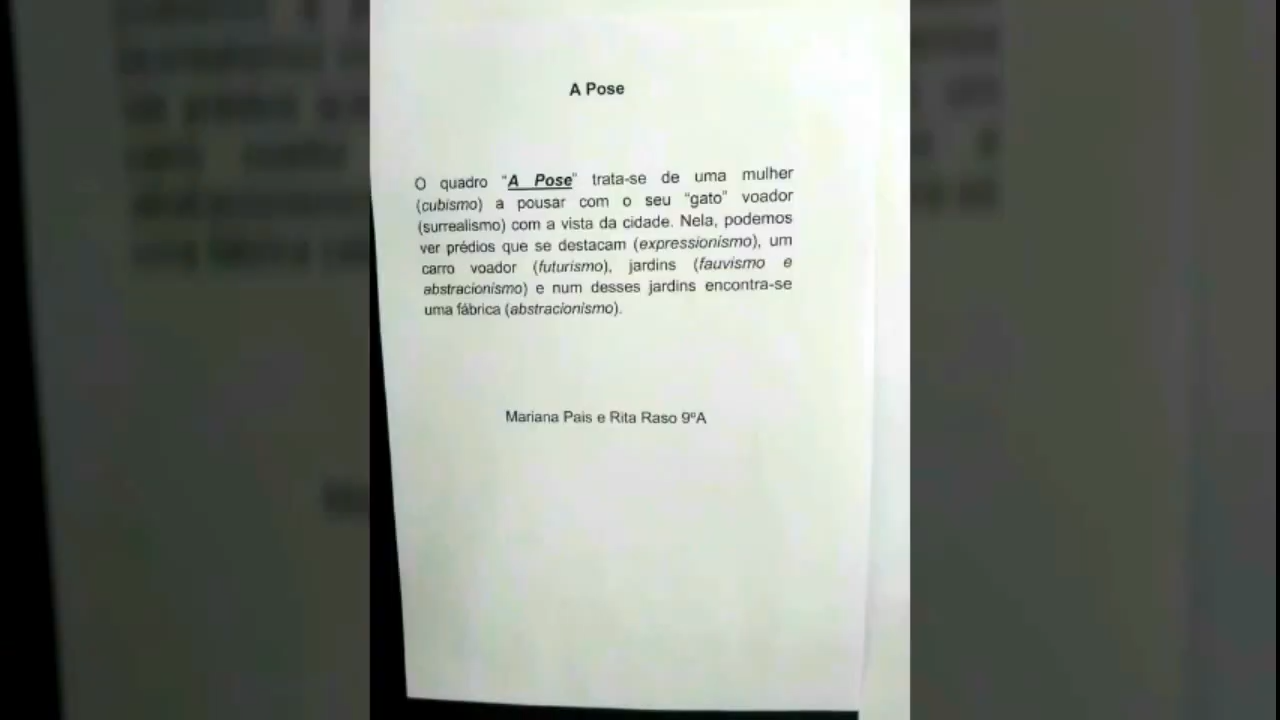 A Pose
O quadro “A Pose” trata-se de uma mulher
(cubismo) a pousar com o seu “gato” voador
(surrealismo) com a vista da cidade. Nela, podemos
ver prédios que se destacam (expressionismo), um
carro voador (futurismo), jardins (fauvismo e
abstracionismo) e num desses jardins encontra-se
uma fábrica (abstracionismo).
Mariana Pais e Rita Raso 9ºA